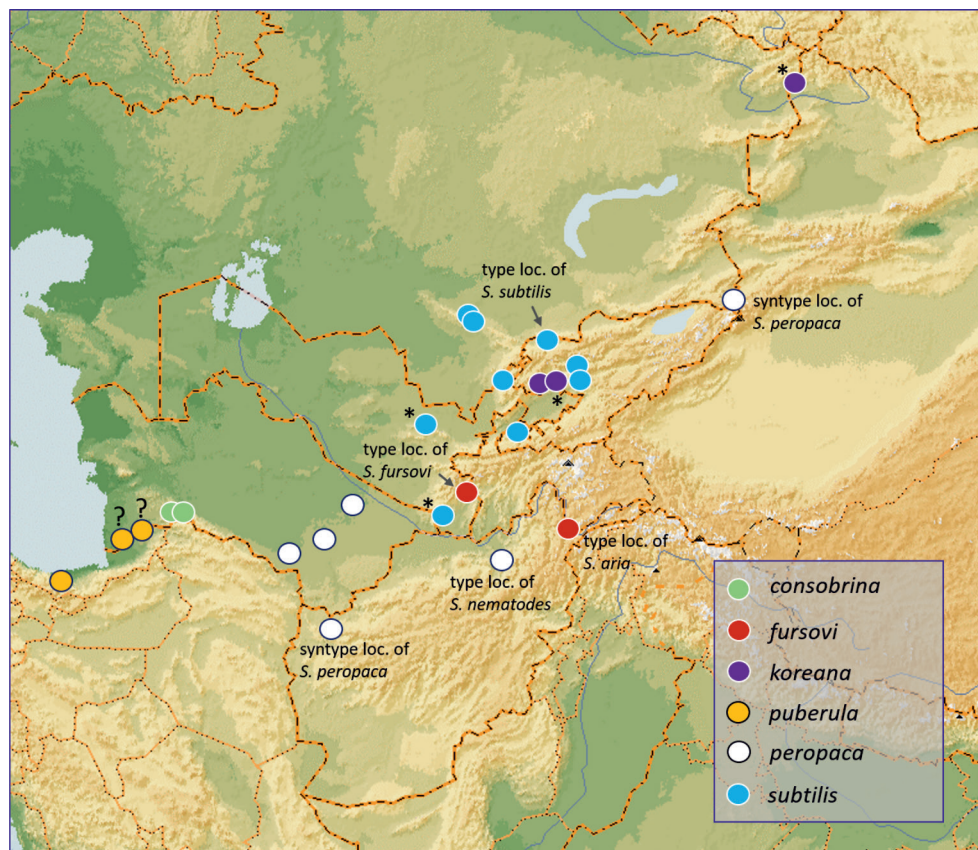 *
type loc. of
S. subtilis
syntype loc. of
S. peropaca
*
*
type loc. of
S. fursovi
*
? ?
type loc. of
S. aria
type loc. of
S. nematodes
syntype loc. of
S. peropaca
consobrina
fursovi
koreana
puberula
peropaca
subtilis